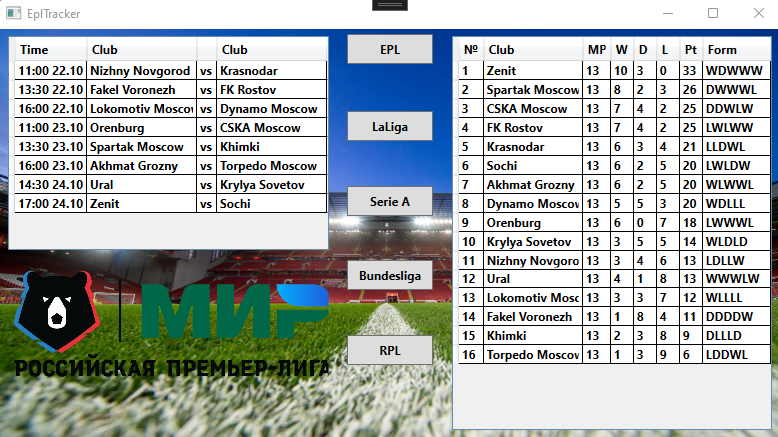 EplTracker
Time Club Club
11:00 22.10 Nizhny Novgorod vs Krasnodar
13:30 22.10 Fakel Voronezh vs FK Rostov
16:00 22.10 Lokomotiv Moscov vs Dynamo Moscow
11:00 23.10 Orenburg vs CSKA Moscow
13:30 23.10 Spartak Moscow vs Khimki
16:00 23.10 Akhmat Grozny vs Torpedo Moscow
14:30 24.10 Ural vs Krylya Sovetov
17:00 24.10 Zenit vs Sochi
МИР
РОССИЙСКАЯ ПРЕМЬЕР-ЛИГА
EPL
LaLiga
Serie A
Bundesliga
RPL
№ Club MP W D L Pt Form
1 Zenit 13 10 3 0 33 WDWWW
2 Spartak Moscow 13 8 2 3 26 DWWWL
3 CSKA Moscow 13 7 4 2 25 DDWLW
4 FK Rostov 13 7 4 2 25 LWLWW
5 Krasnodar 13 6 3 4 21 LLDWL
6 Sochi 13 6 2 5 20 LWLDW
7 Akhmat Grozny 13 6 2 5 20 WLWWL
8 Dynamo Moscow 13 5 5 3 20 WDLLL
9 Orenburg 13 6 0 7 18 LWWWL
10 Krylya Sovetov 13 3 5 5 14 WLDLD
11 Nizhny Novgoro 13 3 4 6 13 LDLLW
12 Ural 13 4 1 8 13 WWWLW
13 Lokomotiv Mosc 13 3 3 7 12 WLLLL
14 Fakel Voronezh 13 1 8 4 11 DDDDW
15 Khimki 13 2 3 8 9 DLLLD
16 Torpedo Moscow 13 1 3 9 6 LDDWL